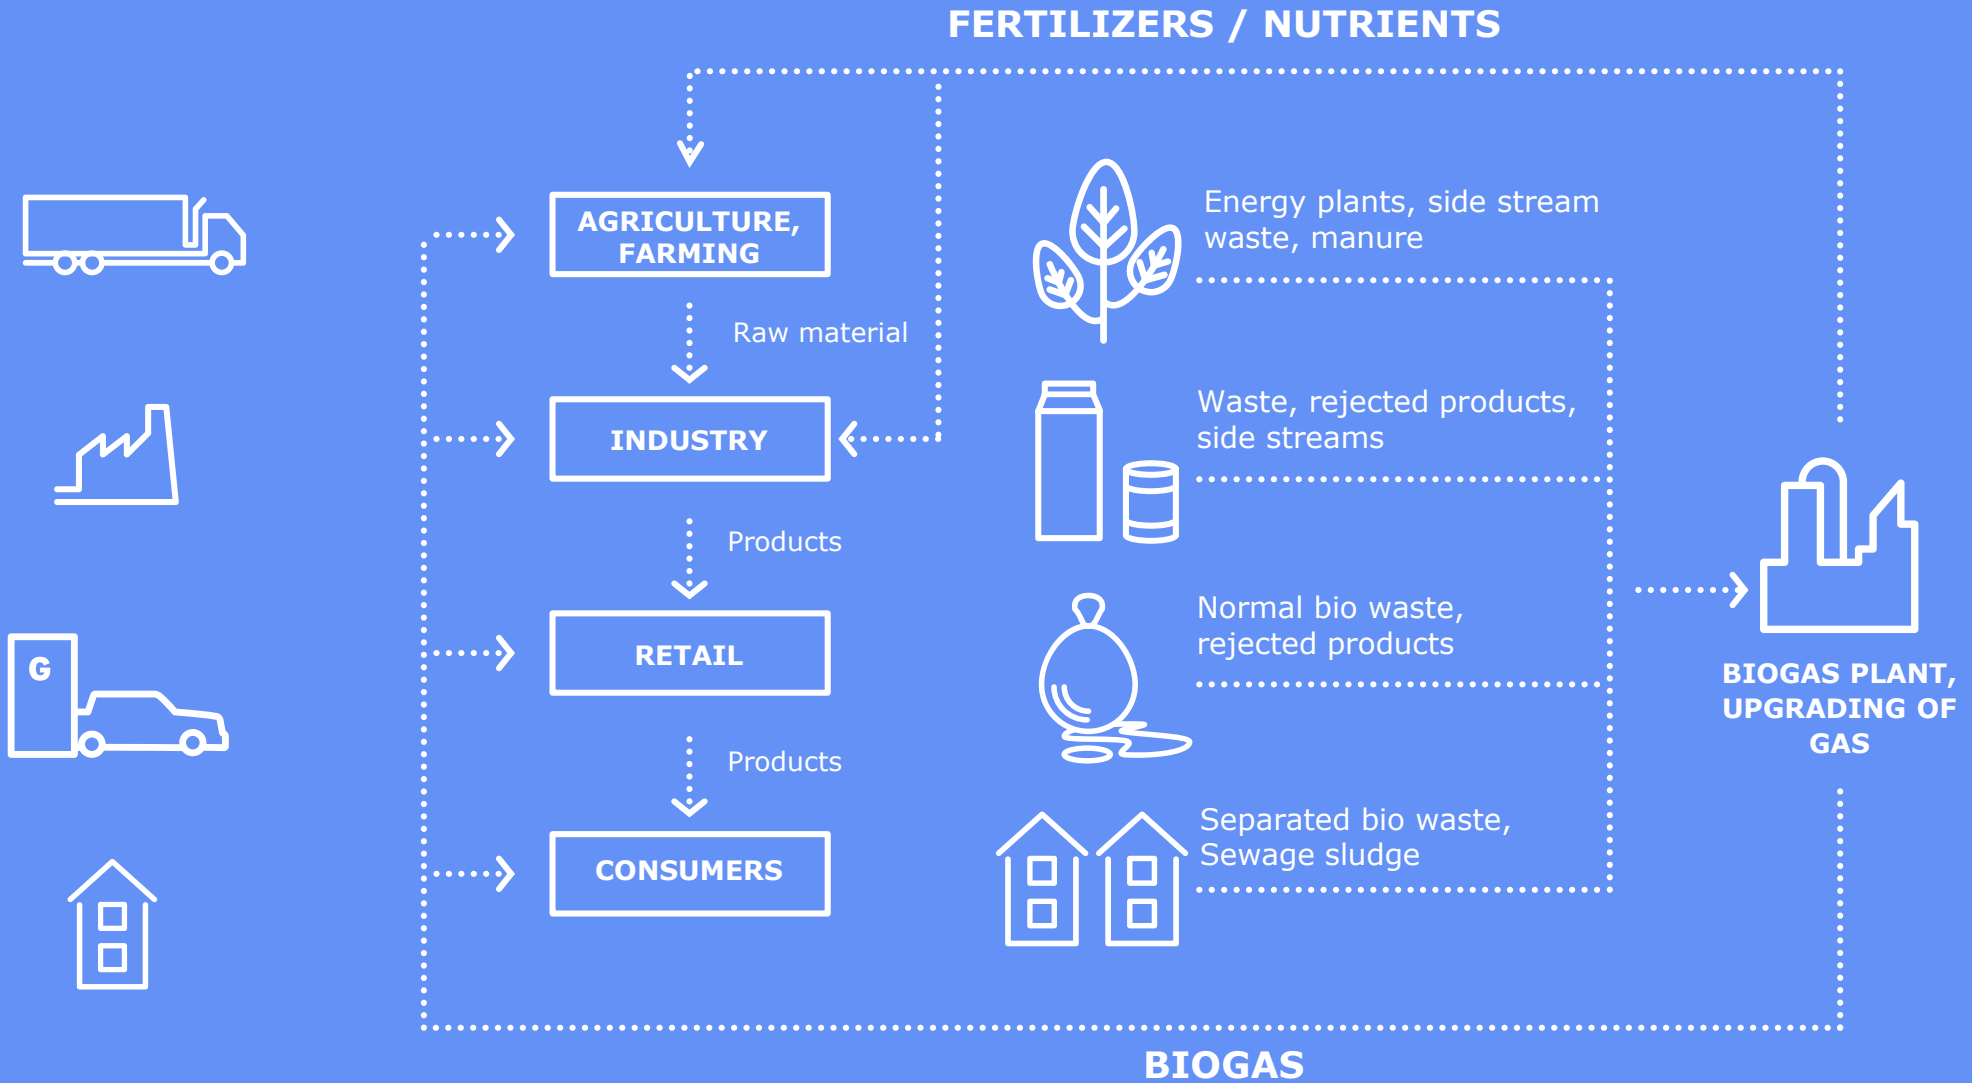 FERTILIZERS / NUTRIENTS
AGRICULTURE,
FARMING
Energy plants, side stream
waste, manure
Raw material
INDUSTRY
Waste, rejected products,
side streams
Products
G
RETAIL
Normal bio waste,
rejected products
BIOGAS PLANT,
UPGRADING OF
GAS
Products
CONSUMERS
Separated bio waste,
Sewage sludge
BIOGAS